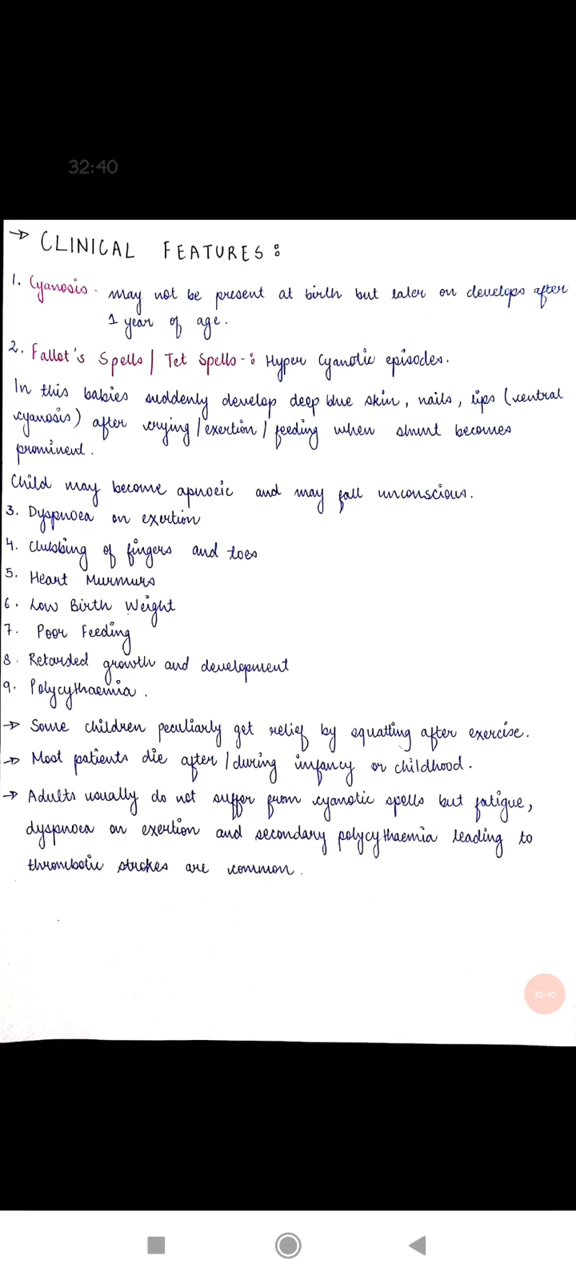 32:40
→ CLINICAL FEATURES :
1. Cyanosis - may not be present at birth but later on develops after
1 year of age.
2. Fallot's Spells / Tet Spells -: Hyper Cyanotic episodes.
In this babies suddenly develop deep blue skin, nails, lips (central
cyanosis) after crying / exertion / feeding when shunt becomes
prominent.
Child may become apnoeic and may fall unconscious.
3. Dyspnoea on exertion
4. Clubbing of fingers and toes
5. Heart Murmurs
6. Low Birth Weight
7. Poor Feeding
8. Retarded growth and development
9. Polycythaemia.
→ Some children peculiarly get relief by squatting after exercise.
→ Most patients die after / during infancy or childhood.
→ Adults usually do not suffer from cyanotic spells but fatigue,
dyspnoea on exertion and secondary polycythaemia leading to
thrombotic strokes are common.
32:40